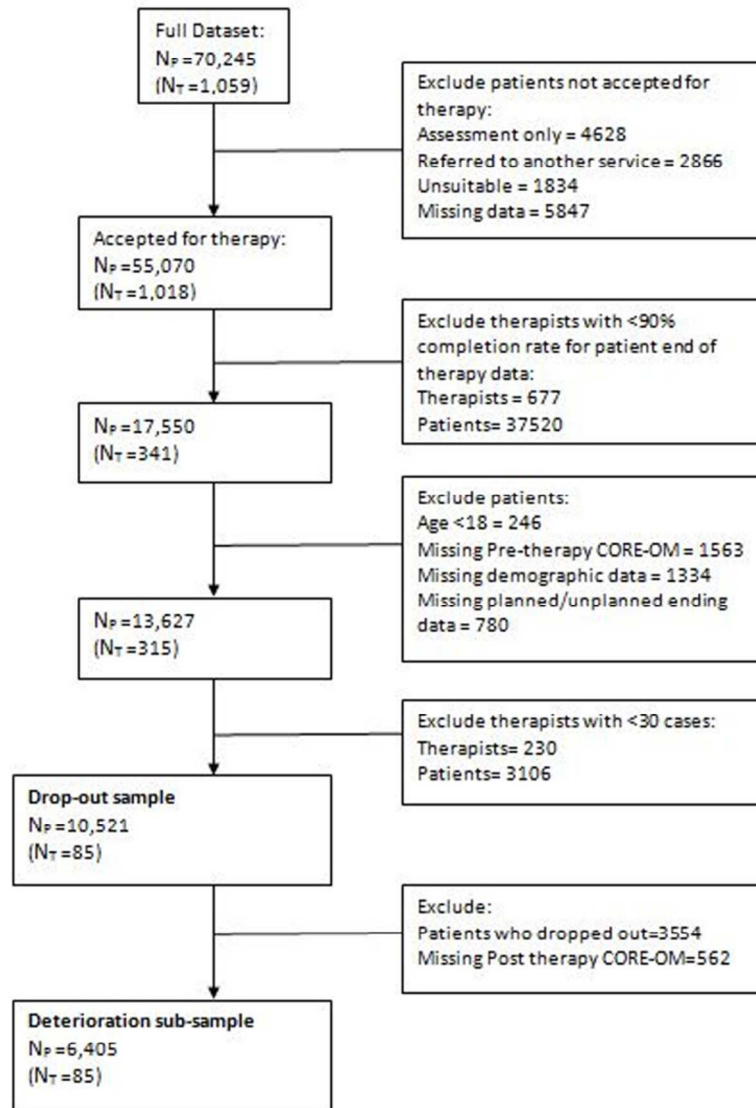 Full Dataset:
Nₚ =70,245
(Nᴛ =1,059)
Exclude patients not accepted for
therapy:
Assessment only = 4628
Referred to another service = 2866
Unsuitable = 1834
Missing data = 5847
Accepted for therapy:
Nₚ =55,070
(Nᴛ =1,018)
Exclude therapists with <90%
completion rate for patient end of
therapy data:
Therapists = 677
Patients= 37520
Nₚ =17,550
(Nᴛ =341)
Exclude patients:
Age <18 = 246
Missing Pre-therapy CORE-OM = 1563
Missing demographic data = 1334
Missing planned/unplanned ending
data = 780
Nₚ =13,627
(Nᴛ =315)
Exclude therapists with <30 cases:
Therapists= 230
Patients= 3106
Drop-out sample
Nₚ =10,521
(Nᴛ =85)
Exclude:
Patients who dropped out=3554
Missing Post therapy CORE-OM=562
Deterioration sub-sample
Nₚ =6,405
(Nᴛ =85)